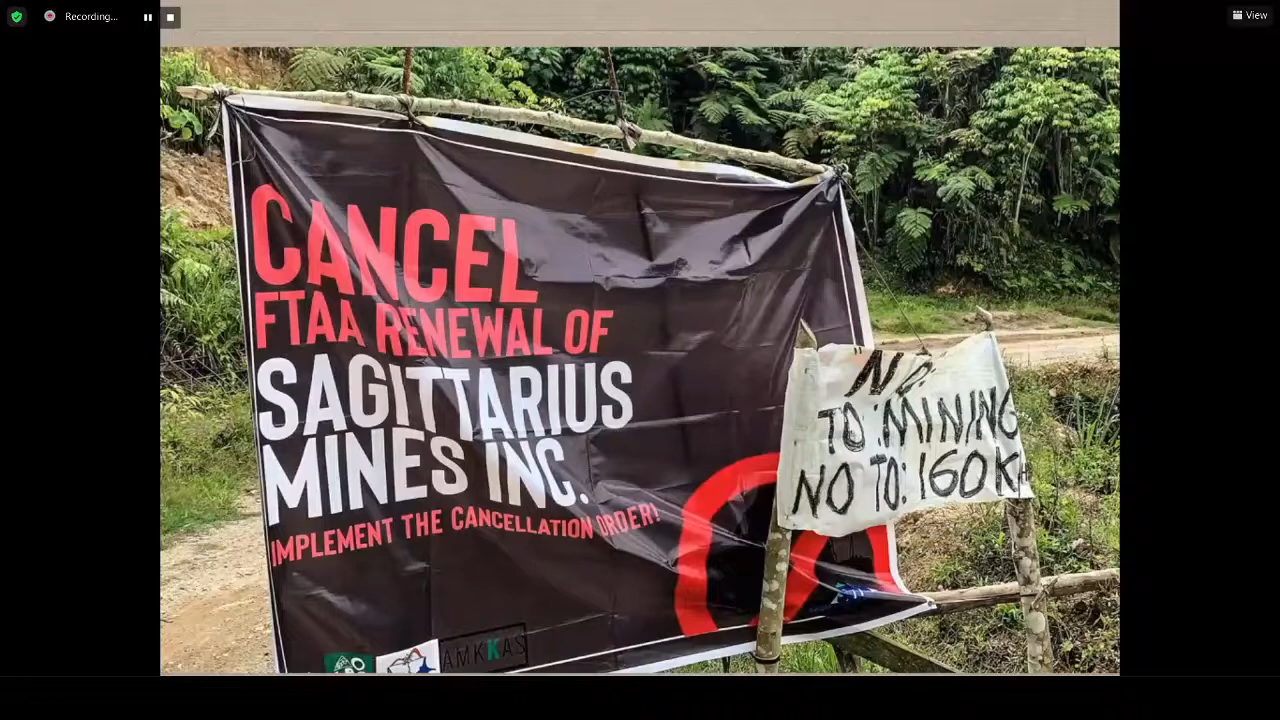 Recording...
View
CANCEL
FTAA RENEWAL OF
SAGITTARIUS
MINES INC.
IMPLEMENT THE CANCELLATION ORDER!
AMKKAS
"NO:
TO :MINING
NO TO: 160KH